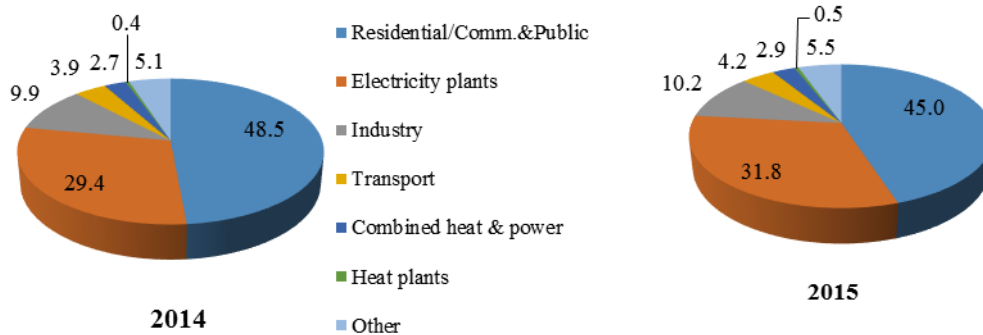 0.4
2.7
5.1
3.9
9.9
48.5
29.4
2014
Residential/Comm.&Public
Electricity plants
Industry
Transport
Combined heat & power
Heat plants
Other
0.5
2.9
5.5
4.2
10.2
45.0
31.8
2015